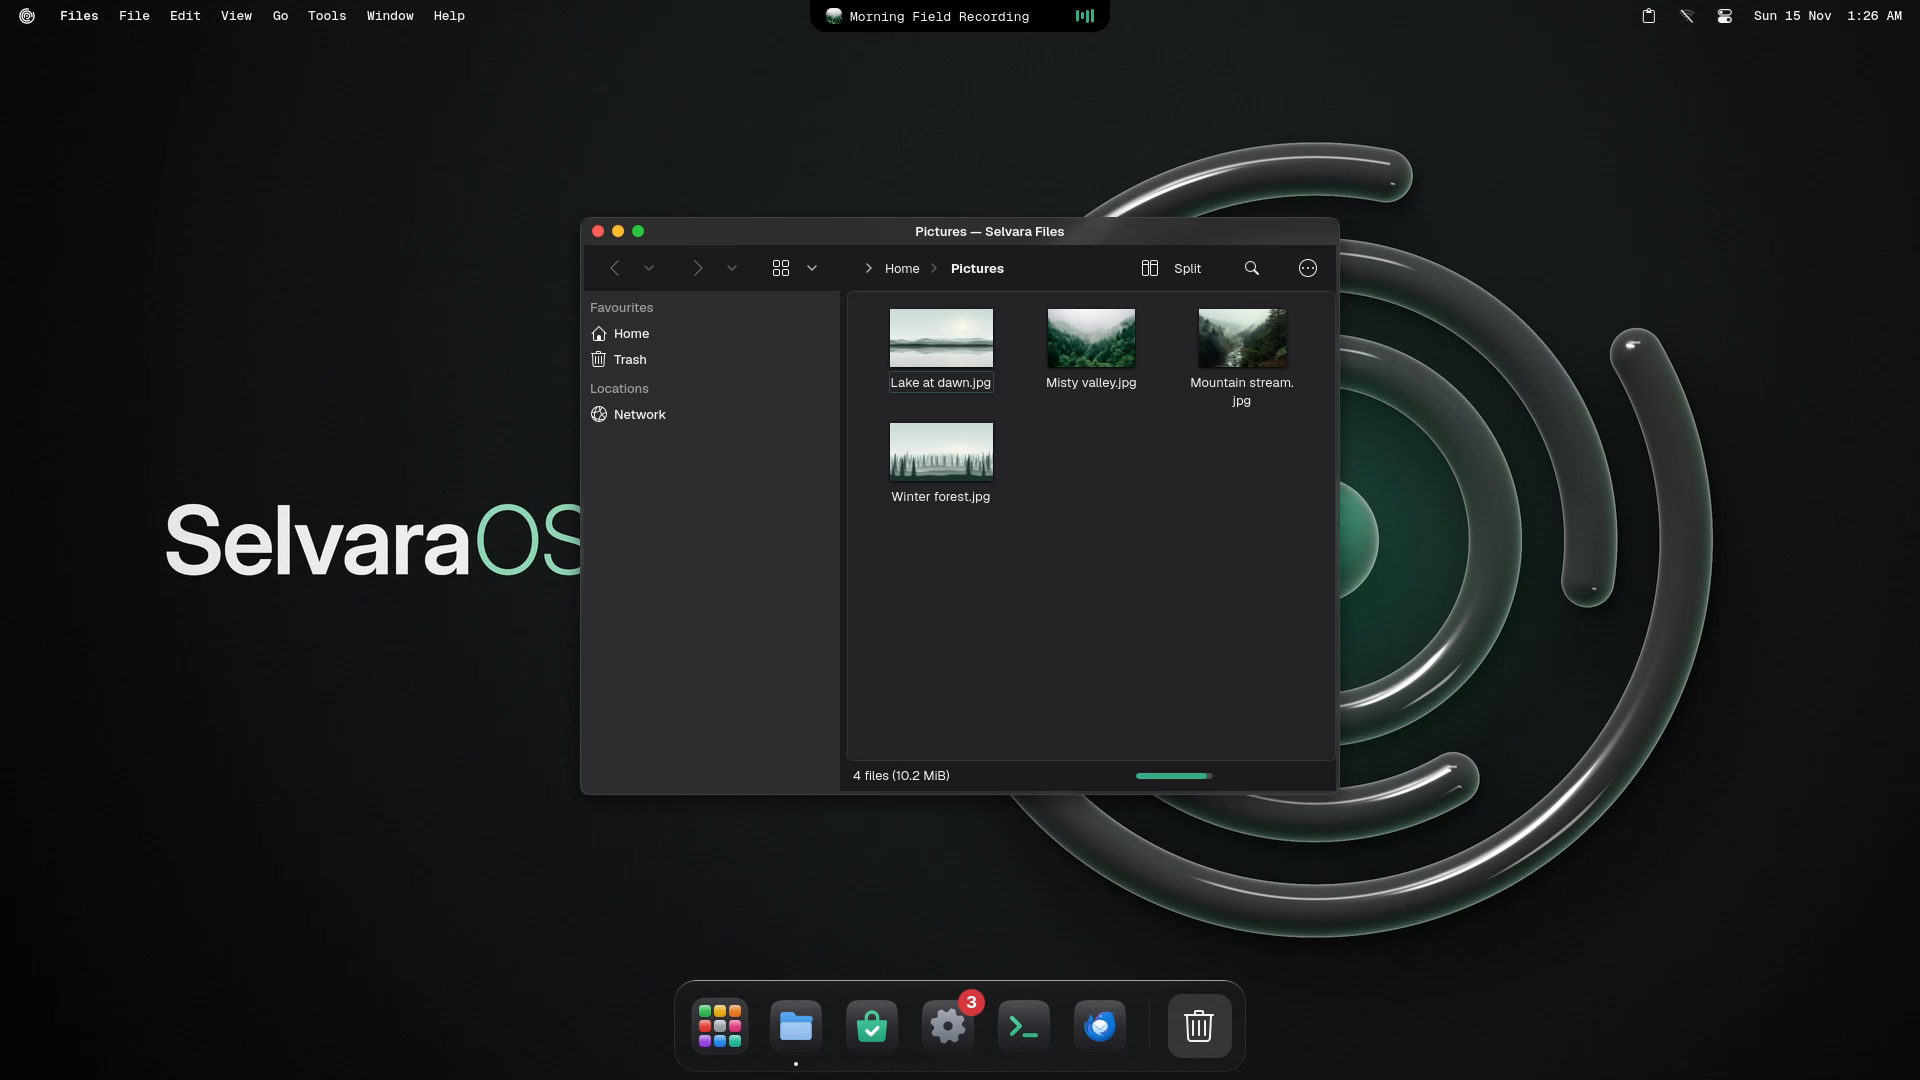 Files File Edit View Go Tools Window Help
Morning Field Recording
Sun 15 Nov 1:26 AM
Pictures — Selvara Files
Home Pictures
Split
Favourites
Home
Trash
Locations
Network
Lake at dawn.jpg
Misty valley.jpg
Mountain stream.
jpg
Winter forest.jpg
4 files (10.2 MiB)
SelvaraOS
3